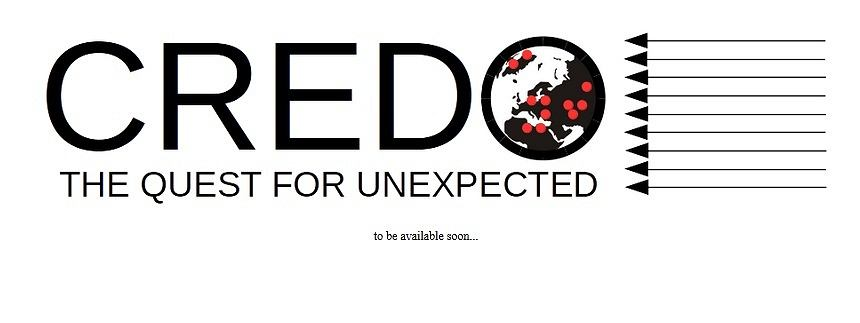 CREDO
THE QUEST FOR UNEXPECTED
to be available soon...